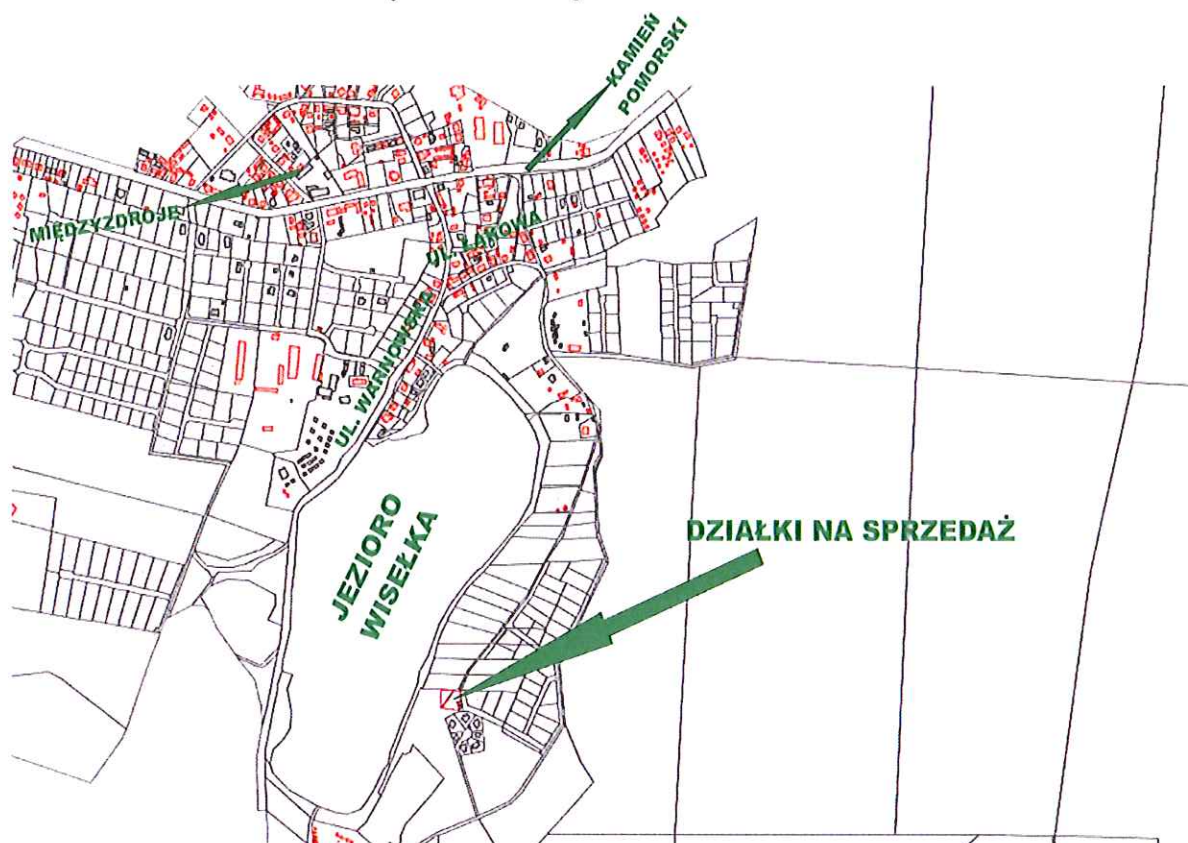 KAMIEŃ
POMORSKI
MIĘDZYZDROJE
UL. ŁĄKOWA
UL. WARNOWSKA
DZIAŁKI NA SPRZEDAŻ
JEZIORO
WISEŁKA